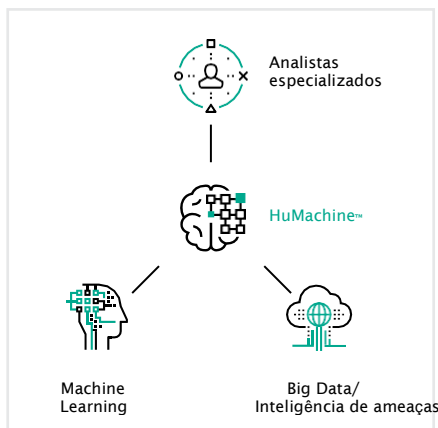 Analistas
especializados
HuMachine™
Machine
Learning
Big Data/
Inteligência de ameaças